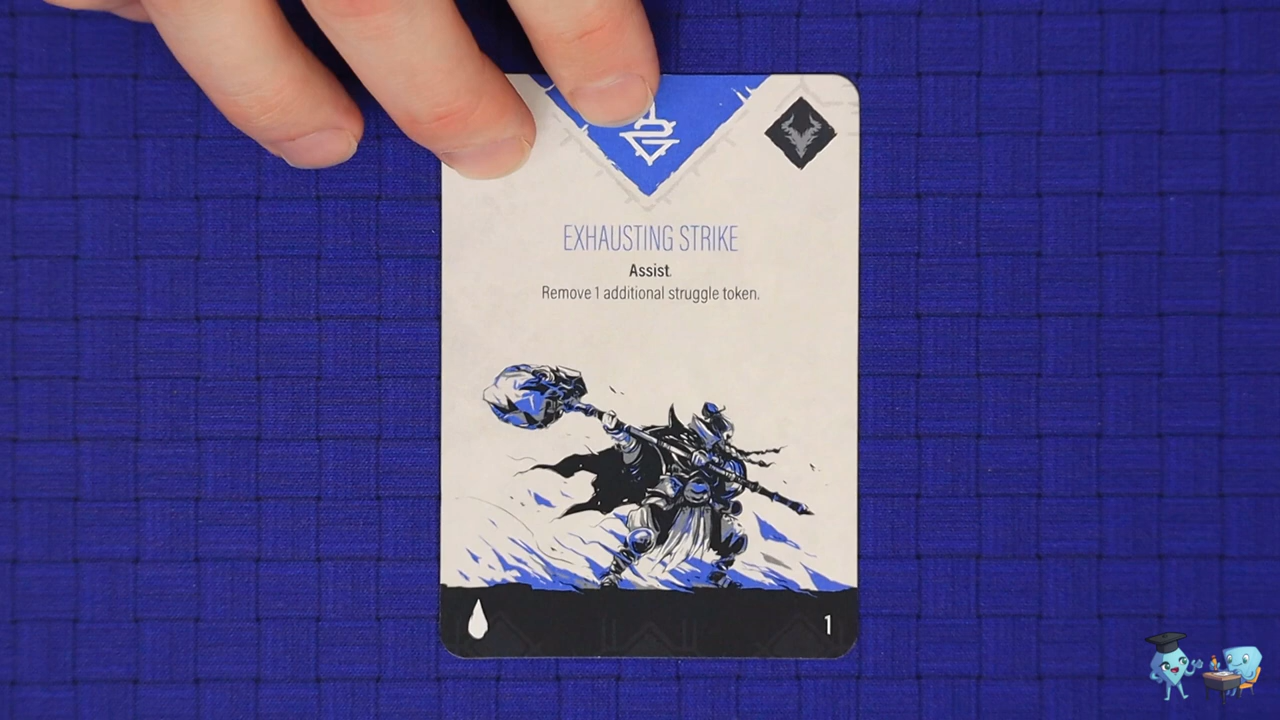 EXHAUSTING STRIKE
Assist.
Remove 1 additional struggle token.
1